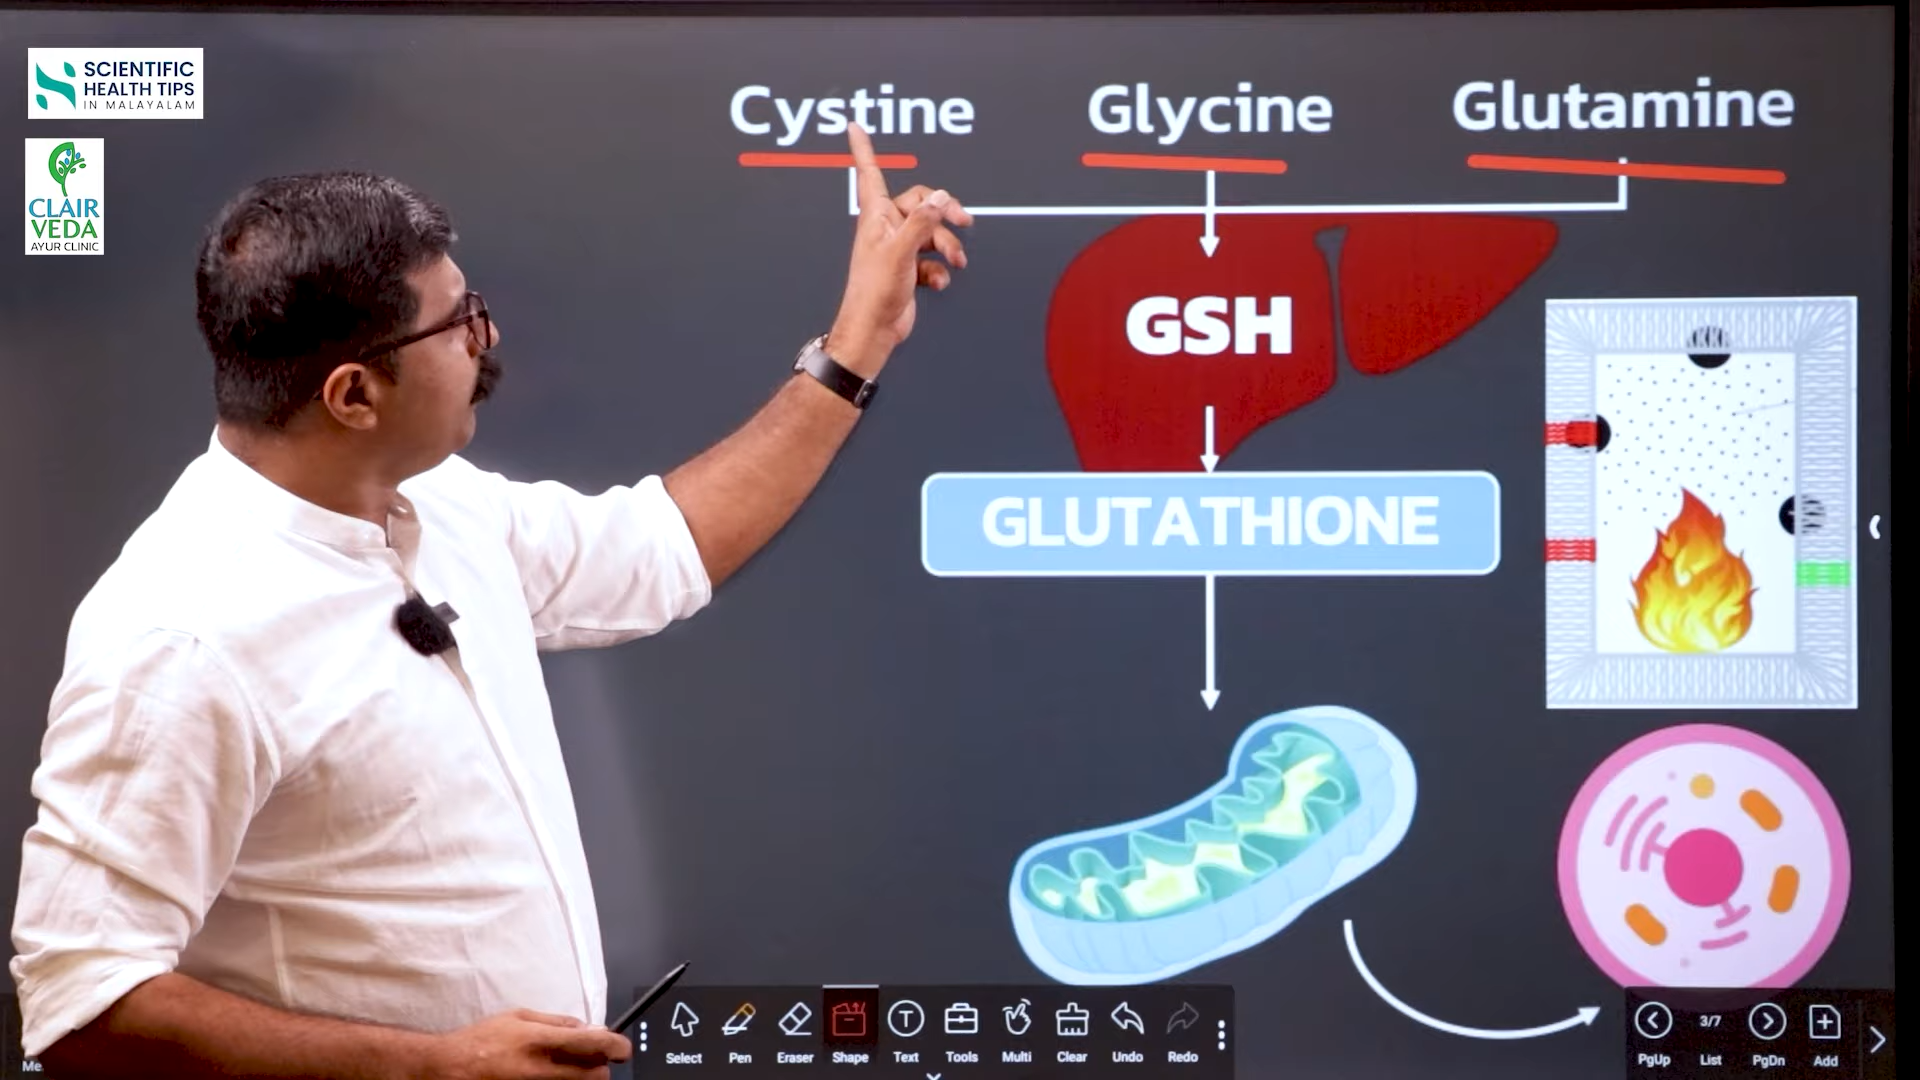 SCIENTIFIC
HEALTH TIPS
IN MALAYALAM
CLAIR
VEDA
AYUR CLINIC
Cystine Glycine Glutamine
GSH
GLUTATHIONE
Select Pen Eraser Shape Text Tools Multi Clear Undo Redo
3/7
PgUp List PgDn Add
Me